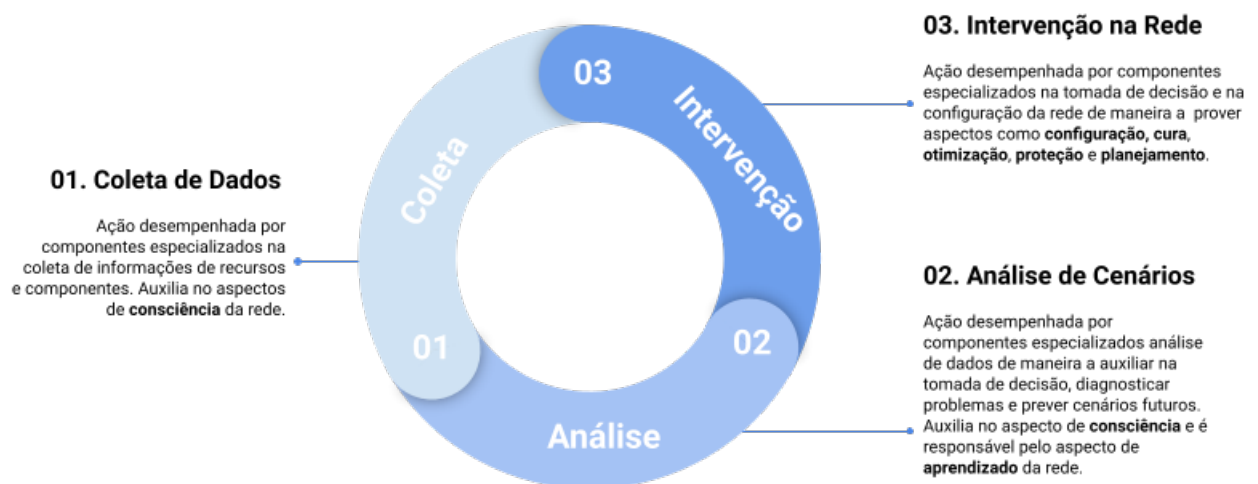 03. Intervenção na Rede
Ação desempenhada por componentes
especializados na tomada de decisão e na
configuração da rede de maneira a prover
aspectos como configuração, cura,
otimização, proteção e planejamento.
03
Intervenção
Coleta
01. Coleta de Dados
Ação desempenhada por
componentes especializados na
coleta de informações de recursos
e componentes. Auxilia no aspectos
de consciência da rede.
01
02
Análise
02. Análise de Cenários
Ação desempenhada por
componentes especializados análise
de dados de maneira a auxiliar na
tomada de decisão, diagnosticar
problemas e prever cenários futuros.
Auxilia no aspecto de consciência e é
responsável pelo aspecto de
aprendizado da rede.